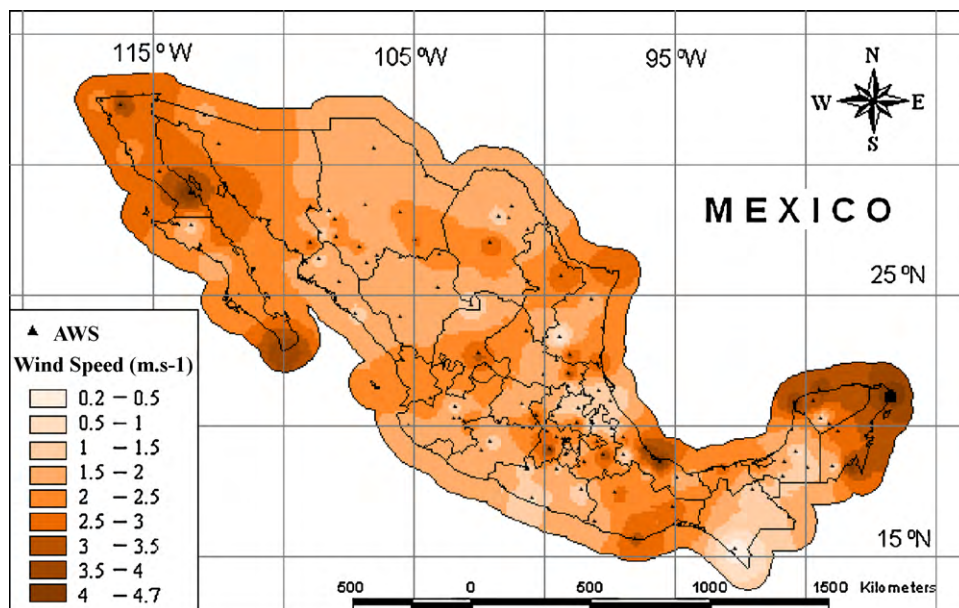 115 ºW 105 ºW 95 ºW
N
W E
S
MEXICO
25 ºN
AWS
Wind Speed (m.s-1)
0.2 – 0.5
0.5 – 1
1 – 1.5
1.5 – 2
2 – 2.5
2.5 – 3
3 – 3.5
3.5 – 4
4 – 4.7
15 ºN
500 0 500 1000 1500 Kilometers